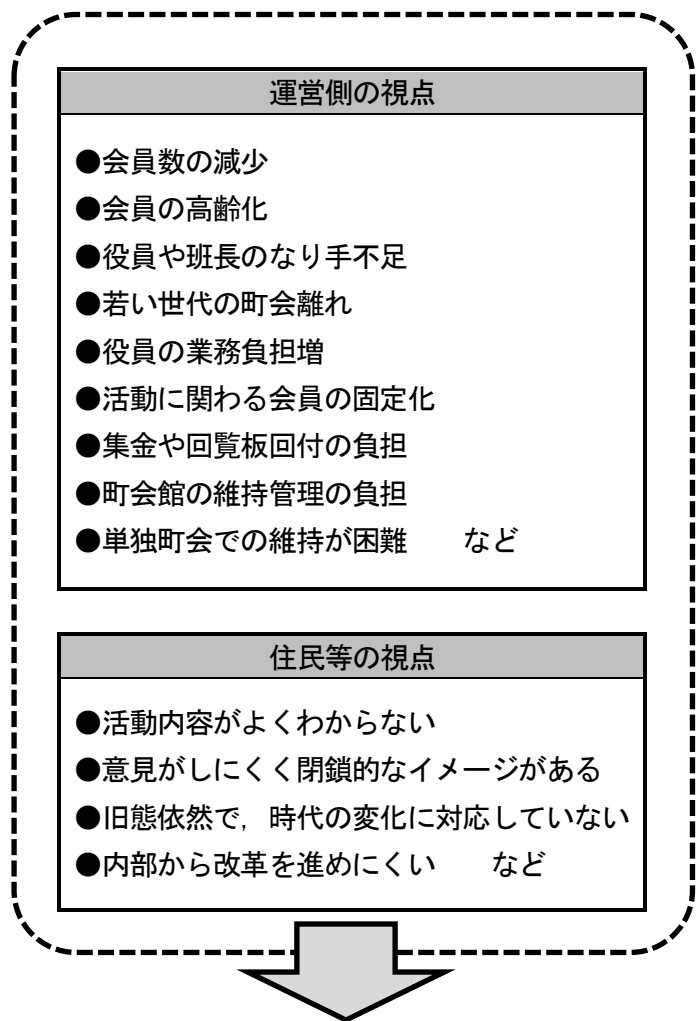 運営側の視点
●会員数の減少
●会員の高齢化
●役員や班長のなり手不足
●若い世代の町会離れ
●役員の業務負担増
●活動に関わる会員の固定化
●集金や回覧板回付の負担
●町会館の維持管理の負担
●単独町会での維持が困難　　など
住民等の視点
●活動内容がよくわからない
●意見がしにくく閉鎖的なイメージがある
●旧態依然で，時代の変化に対応していない
●内部から改革を進めにくい　　など